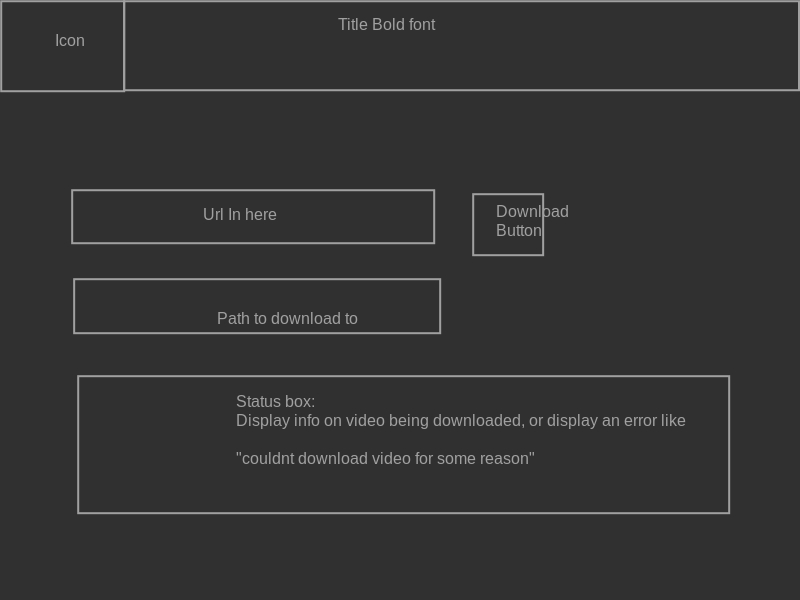 Icon
Title Bold font
Url In here
Download
Button
Path to download to
Status box:
Display info on video being downloaded, or display an error like
"couldnt download video for some reason"